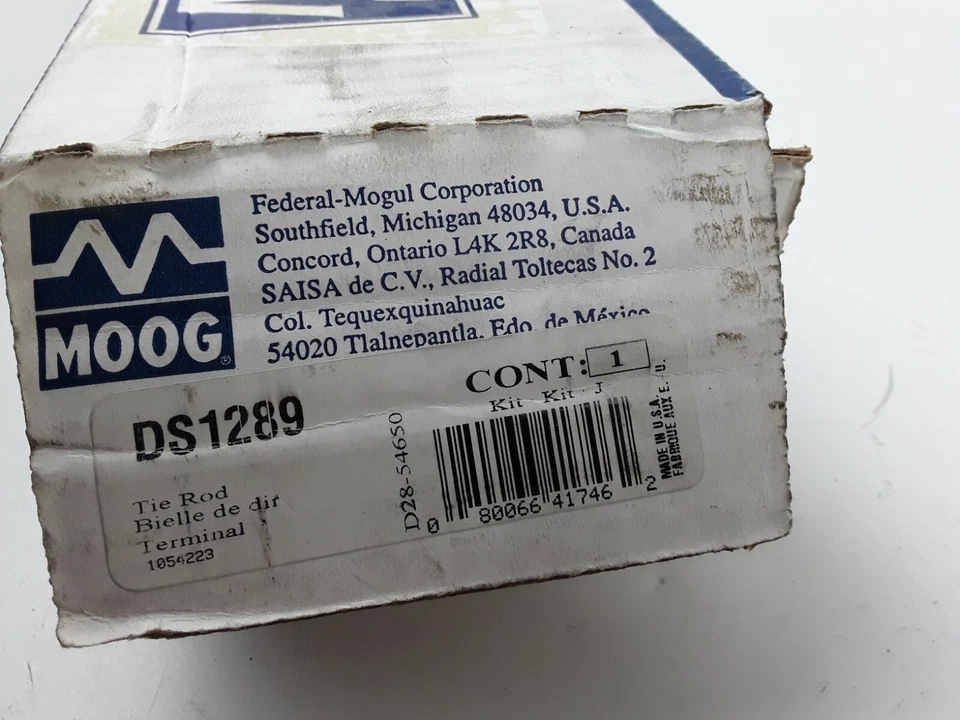 MOOG
Federal-Mogul Corporation
Southfield, Michigan 48034, U.S.A.
Concord, Ontario L4K 2R8, Canada
SAISA de C.V., Radial Toltecas No. 2
Col. Tequexquinahuac
54020 Tlalnepantla, Edo. de México
CONT: 1
Kit Kit J
DS1289
Tie Rod
Bielle de dir
Terminal
1054223
D28-54650
0 80066 41746 2
MADE IN U.S.A.
FABRIQUE AUX E. U.